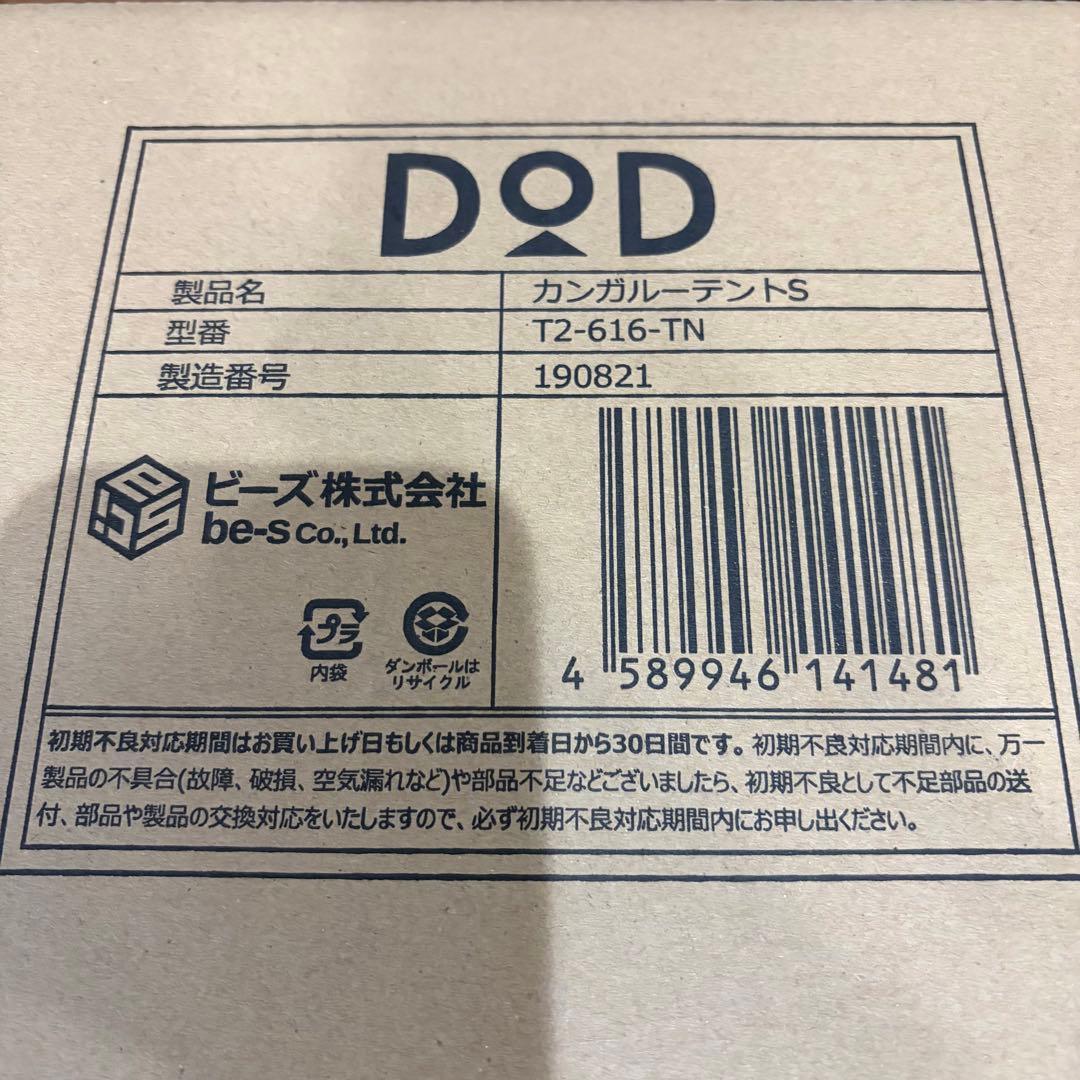 DOD
製品名 カンガルーテントS
型番 T2-616-TN
製造番号 190821
ビーズ株式会社
be-s Co., Ltd.
プラ
内袋
ダンボールは
リサイクル
4 589946 141481
初期不良対応期間はお買い上げ日もしくは商品到着日から30日間です。初期不良対応期間内に、万一
製品の不具合(故障、破損、空気漏れなど)や部品不足などございましたら、初期不良として不足部品の送
付、部品や製品の交換対応をいたしますので、必ず初期不良対応期間内にお申し出ください。